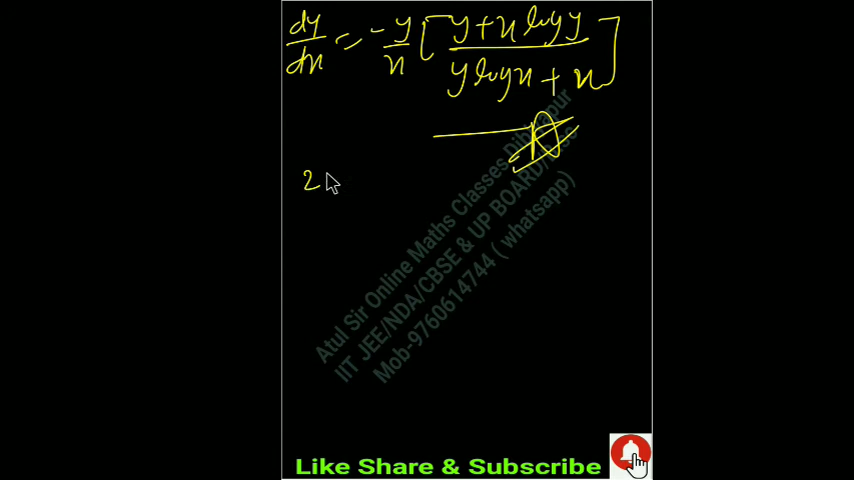 dy/dx = -y/x [ y + x log y / y log x + x ]
A
2
Atul Sir Online Maths Classes Dibiyapur
IIT JEE/NDA/CBSE & UP BOARD/
Mob-9760614744 ( whatsapp)
Like Share & Subscribe